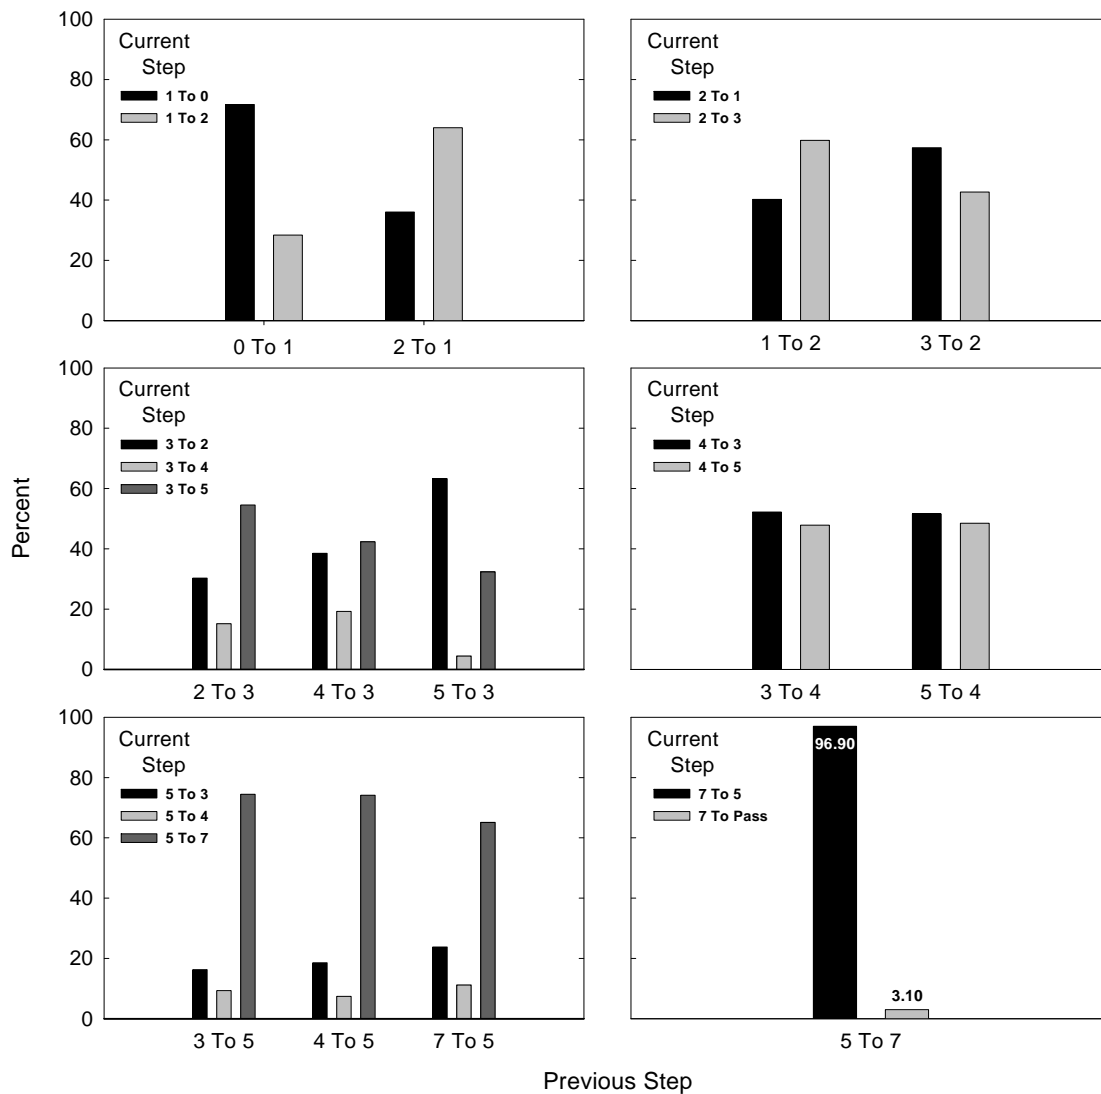 100
80
60
40
20
0
Current
Step
1 To 0
1 To 2
0 To 1
2 To 1
Current
Step
2 To 1
2 To 3
1 To 2
3 To 2
Percent
100
80
60
40
20
0
Current
Step
3 To 2
3 To 4
3 To 5
2 To 3
4 To 3
5 To 3
Current
Step
4 To 3
4 To 5
3 To 4
5 To 4
100
80
60
40
20
0
Current
Step
5 To 3
5 To 4
5 To 7
3 To 5
4 To 5
7 To 5
Current
Step
7 To 5
7 To Pass
96.90
3.10
5 To 7
Previous Step